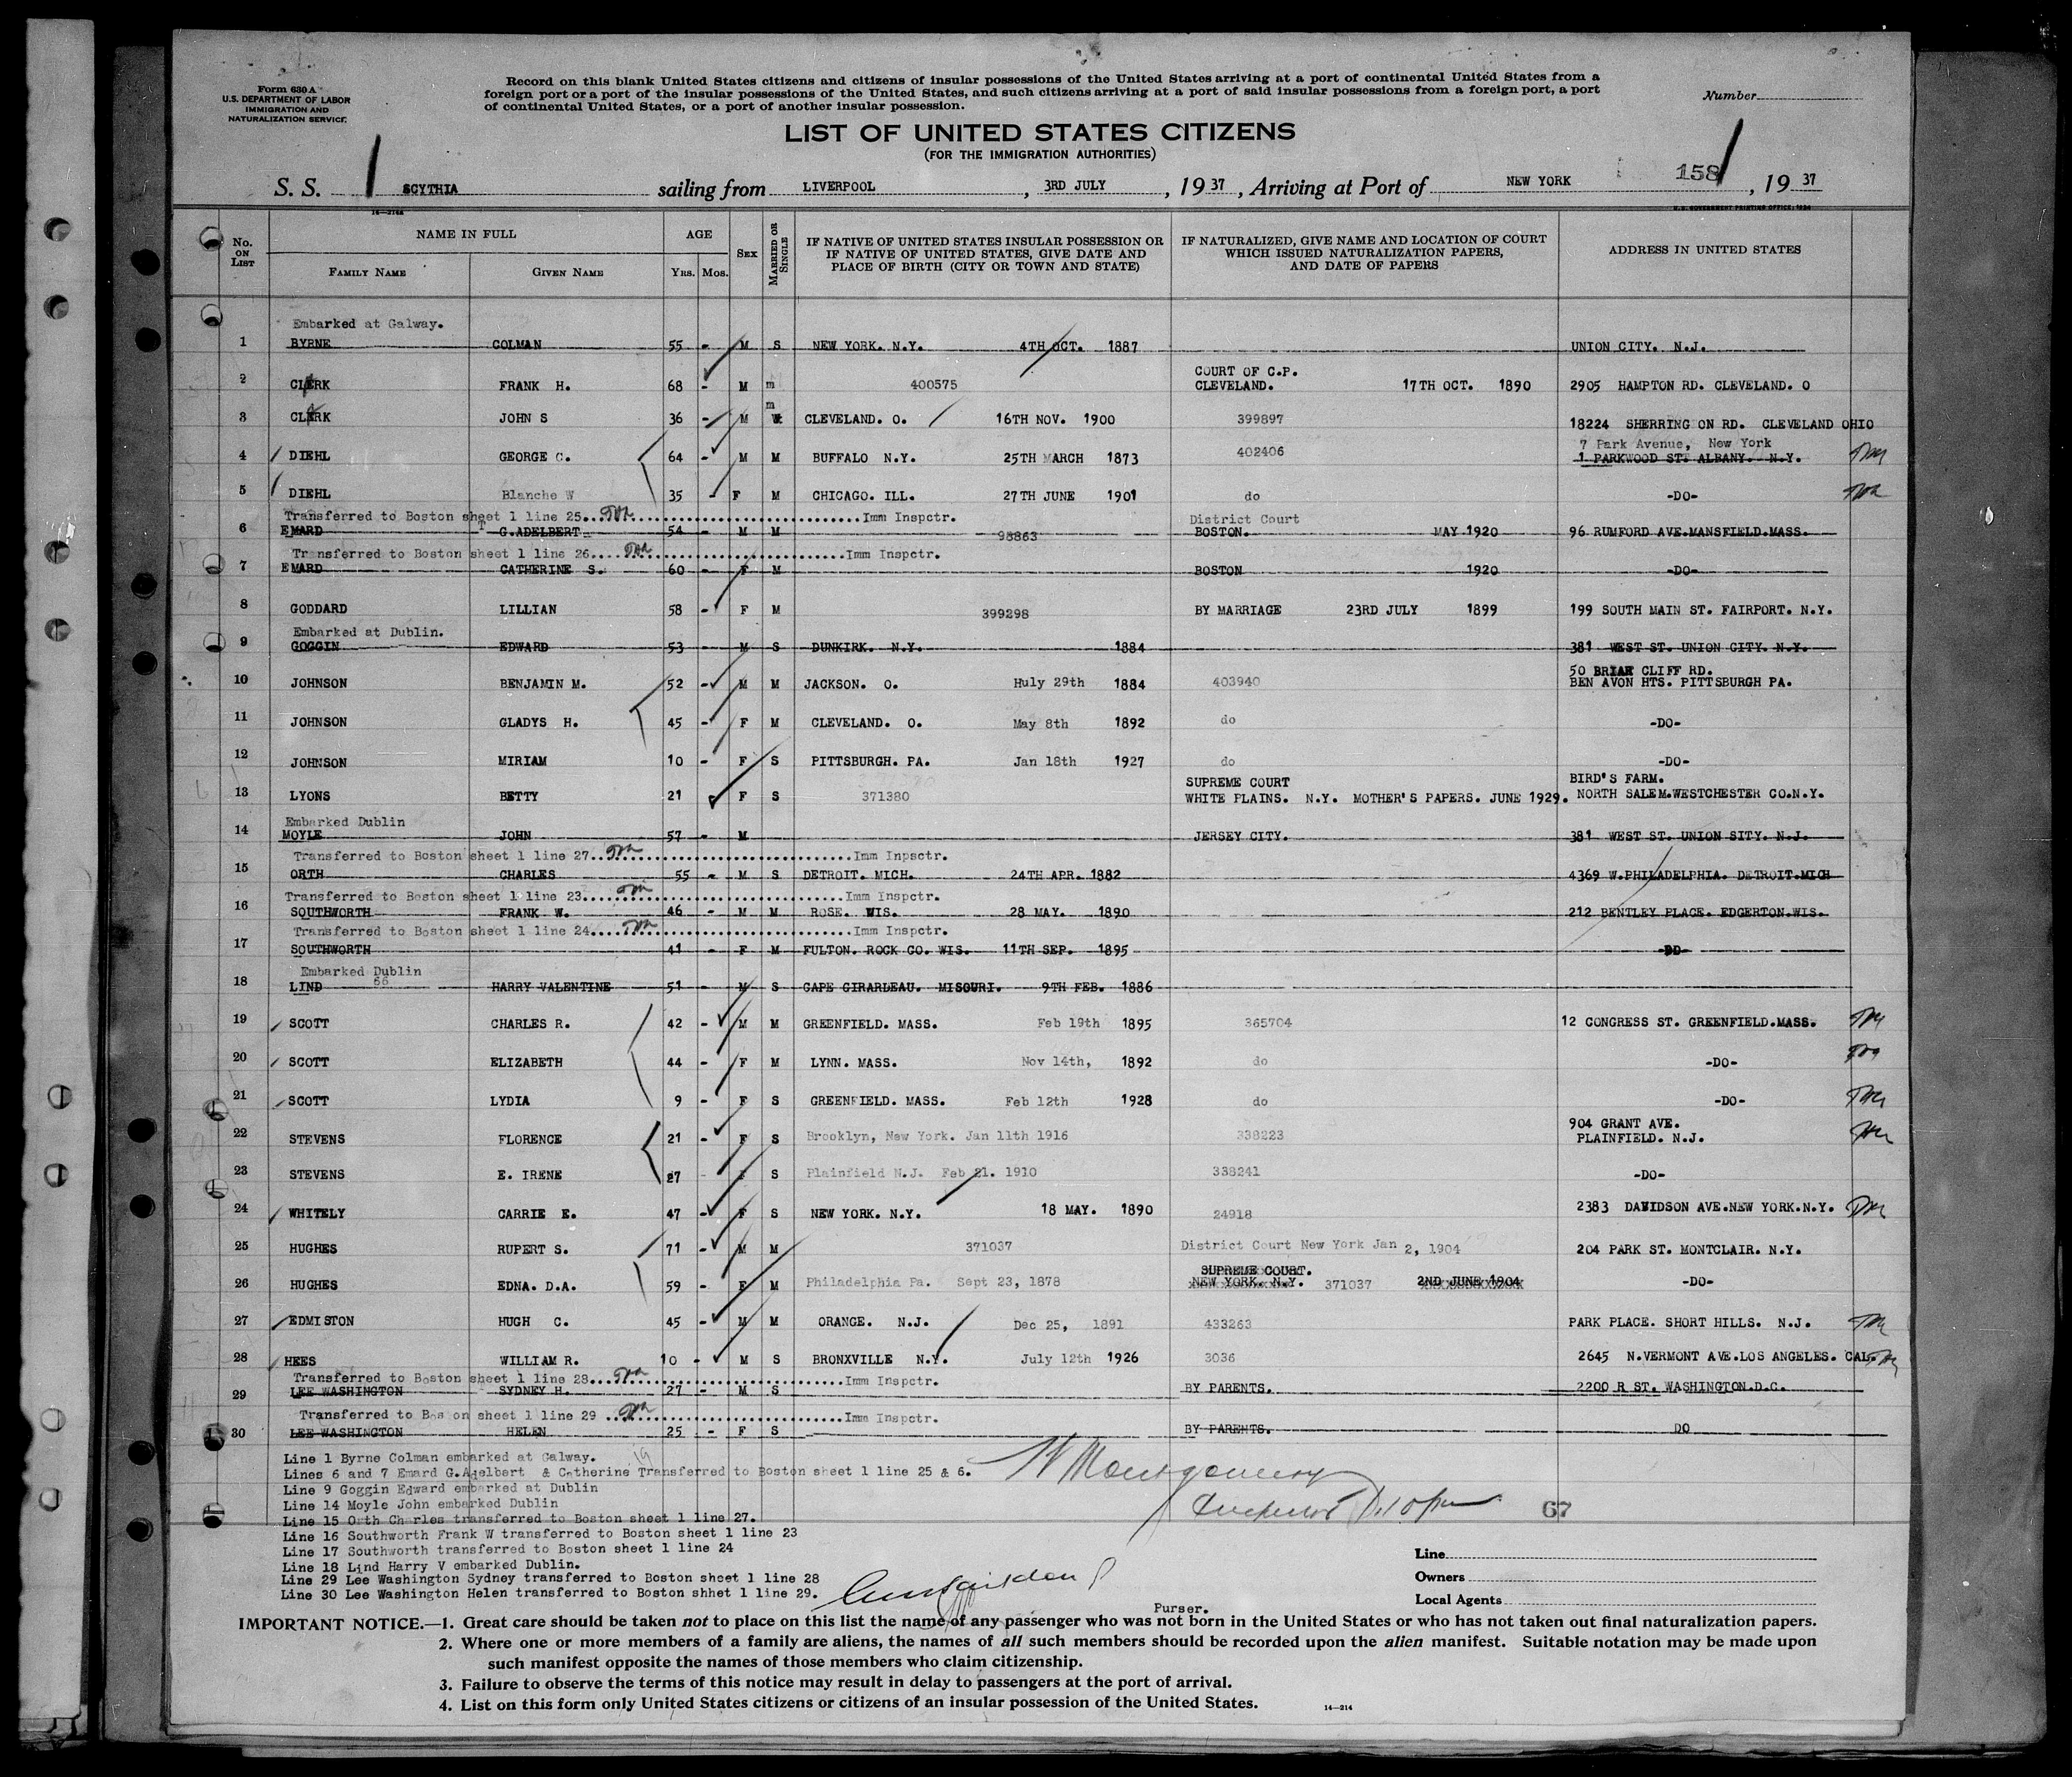 Form 630 A
U.S. DEPARTMENT OF LABOR
IMMIGRATION AND
NATURALIZATION SERVICE
Record on this blank United States citizens and citizens of insular possessions of the United States arriving at a port of continental United States from a
foreign port or a port of the insular possessions of the United States, and such citizens arriving at a port of said insular possessions from a foreign port, a port
of continental United States, or a port of another insular possession.
Number
LIST OF UNITED STATES CITIZENS
(FOR THE IMMIGRATION AUTHORITIES)
S. S. SCYTHIA sailing from LIVERPOOL, 3RD JULY, 1937, Arriving at Port of NEW YORK 158, 1937
14—214A
U.S. GOVERNMENT PRINTING OFFICE: 1934
No. ON LIST NAME IN FULL FAMILY NAME GIVEN NAME AGE YRS. MOS. SEX MARRIED OR SINGLE
IF NATIVE OF UNITED STATES INSULAR POSSESSION OR IF NATIVE OF UNITED STATES, GIVE DATE AND PLACE OF BIRTH (CITY OR TOWN AND STATE)
IF NATURALIZED, GIVE NAME AND LOCATION OF COURT WHICH ISSUED NATURALIZATION PAPERS, AND DATE OF PAPERS
ADDRESS IN UNITED STATES
Embarked at Galway.
1 BYRNE COLMAN 55 - M S NEW YORK. N.Y. 4TH OCT. 1887 UNION CITY. N.J.
COURT OF C.P.
2 CLERK FRANK H. 68 - M m 400575 CLEVELAND. 17TH OCT. 1890 2905 HAMPTON RD. CLEVELAND. O
m
3 CLERK JOHN S 36 - M CLEVELAND. O. 16TH NOV. 1900 399897 18224 SHERRING ON RD. CLEVELAND OHIO
7 Park Avenue, New York
4 DIEHL GEORGE C. 64 - M M BUFFALO N.Y. 25TH MARCH 1873 402406 1 PARKWOOD ST. ALBANY. N.Y.
5 DIEHL Blanche W 35 - F M CHICAGO. ILL. 27TH JUNE 1901 do -DO-
Transferred to Boston sheet 1 line 25 Imm Inspctr. District Court
6 EMARD G. ADELBERT 54 - M M 98863 BOSTON. MAY 1920 96 RUMFORD AVE.MANSFIELD.MASS.
Transferred to Boston sheet 1 line 26 Imm Inspctr.
7 EMARD CATHERINE S. 60 - F M BOSTON 1920 -DO-
8 GODDARD LILLIAN 58 - F M 399298 BY MARRIAGE 23RD JULY 1899 199 SOUTH MAIN ST. FAIRPORT. N.Y.
Embarked at Dublin.
9 GOGGIN EDWARD 53 - M S DUNKIRK. N.Y. 1884 381 WEST ST. UNION CITY. N.Y.
50 BRIAR CLIFF RD.
10 JOHNSON BENJAMIN M. 52 - M M JACKSON. O. Huly 29th 1884 403940 BEN AVON HTS. PITTSBURGH PA.
11 JOHNSON GLADYS H. 45 - F M CLEVELAND. O. May 8th 1892 do -DO-
12 JOHNSON MIRIAM 10 - F S PITTSBURGH. PA. Jan 18th 1927 do -DO-
SUPREME COURT BIRD'S FARM.
13 LYONS BETTY 21 F S 371380 WHITE PLAINS. N.Y. MOTHER'S PAPERS. JUNE 1929. NORTH SALEM.WESTCHESTER CO.N.Y.
Embarked Dublin
14 MOYLE JOHN 57 - M JERSEY CITY. 381 WEST ST. UNION SITY. N.J.
Transferred to Boston sheet 1 line 27 Imm Inpsctr.
15 ORTH CHARLES 55 - M S DETROIT. MICH. 24TH APR. 1882 4369 W.PHILADELPHIA. DETROIT.MICH
Transferred to Boston sheet 1 line 23 Imm Inspctr.
16 SOUTHWORTH FRANK W. 46 - M M ROSE. WIS. 28 MAY. 1890 212 BENTLEY PLACE. EDGERTON.WIS.
Transferred to Boston sheet 1 line 24 Imm Inspctr.
17 SOUTHWORTH 41 - F M FULTON. ROCK CO. WIS. 11TH SEP. 1895 -DO-
Embarked Dublin
18 LIND HARRY VALENTINE 51 - M S CAPE GIRARDEAU. MISOURI. 9TH FEB. 1886
19 SCOTT CHARLES R. 42 - M M GREENFIELD. MASS. Feb 19th 1895 365704 12 CONGRESS ST. GREENFIELD.MASS.
20 SCOTT ELIZABETH 44 - F M LYNN. MASS. Nov 14th, 1892 do -DO-
21 SCOTT LYDIA 9 - F S GREENFIELD. MASS. Feb 12th 1928 do -DO-
904 GRANT AVE.
22 STEVENS FLORENCE 21 - F S Brooklyn, New York. Jan 11th 1916 338223 PLAINFIELD. N.J.
23 STEVENS E. IRENE 27 - F S Plainfield N.J. Feb 21. 1910 338241 -DO-
24 WHITELY CARRIE E. 47 - F S NEW YORK. N.Y. 18 MAY. 1890 24918 2383 DAVIDSON AVE.NEW YORK.N.Y.
25 HUGHES RUPERT S. 71 - M M 371037 District Court New York Jan 2, 1904 204 PARK ST. MONTCLAIR. N.Y.
SUPREME COURT.
26 HUGHES EDNA. D.A. 59 - F M Philadelphia Pa. Sept 23, 1878 NEW YORK. N.Y. 371037 2ND JUNE 1904 -DO-
27 EDMISTON HUGH C. 45 - M M ORANGE. N.J. Dec 25, 1891 433263 PARK PLACE. SHORT HILLS. N.J.
28 HEES WILLIAM R. 10 - M S BRONXVILLE N.Y. July 12th 1926 3036 2645 N.VERMONT AVE.LOS ANGELES. CAL.
Transferred to Boston sheet 1 line 28 Imm Inspctr.
29 LEE WASHINGTON SYDNEY H. 27 - M S BY PARENTS. 2200 R ST. WASHINGTON.D.C.
Transferred to Bos on sheet 1 line 29 Imm Inspctr.
30 LEE WASHINGTON HELEN 25 - F S BY PARENTS. DO
Line 1 Byrne Colman embarked at Galway.
Lines 6 and 7 Emard G.Adelbert & Catherine Transferred to Boston sheet 1 line 25 & 6.
Line 9 Goggin Edward embarked at Dublin
Line 14 Moyle John embarked Dublin
Line 15 Orth Charles transferred to Boston sheet 1 line 27.
Line 16 Southworth Frank W transferred to Boston sheet 1 line 23
Line 17 Southworth transferred to Boston sheet 1 line 24
Line 18 Lind Harry V embarked Dublin.
Line 29 Lee Washington Sydney transferred to Boston sheet 1 line 28
Line 30 Lee Washington Helen transferred to Boston shhet 1 line 29.
Montgomery
67
Line
Owners
Local Agents
Purser.
IMPORTANT NOTICE.—1. Great care should be taken not to place on this list the name of any passenger who was not born in the United States or who has not taken out final naturalization papers.
2. Where one or more members of a family are aliens, the names of all such members should be recorded upon the alien manifest. Suitable notation may be made upon
such manifest opposite the names of those members who claim citizenship.
3. Failure to observe the terms of this notice may result in delay to passengers at the port of arrival.
4. List on this form only United States citizens or citizens of an insular possession of the United States.
14—214